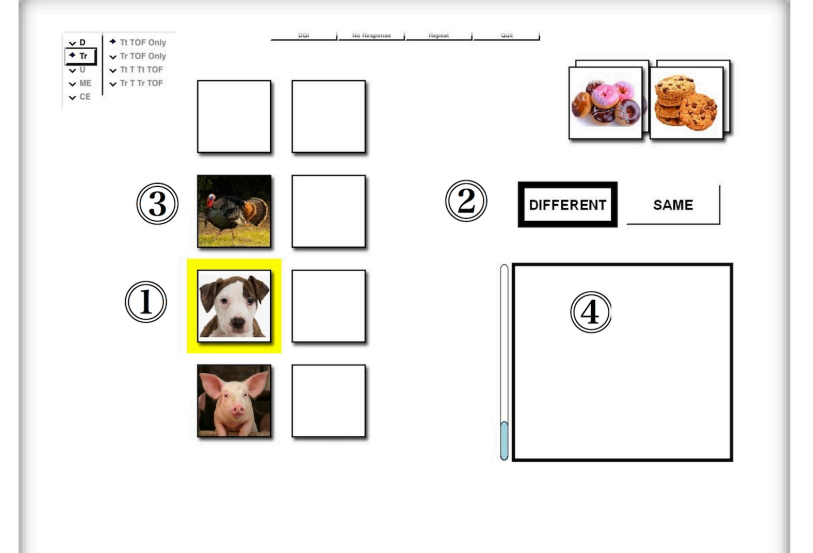 D
Tr
U
ME
CE
Tt TOF Only
Tr TOF Only
Tt T Tt TOF
Tr T Tr TOF
DGI No Response Repeat Quit
3
2
DIFFERENT SAME
1
4